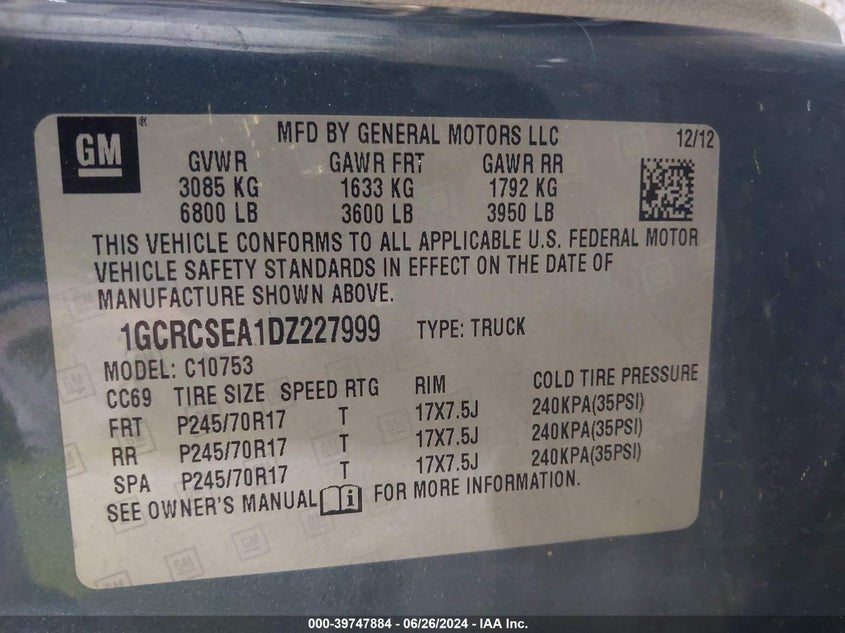 GM ® MFD BY GENERAL MOTORS LLC 12/12
GVWR GAWR FRT GAWR RR
3085 KG 1633 KG 1792 KG
6800 LB 3600 LB 3950 LB
THIS VEHICLE CONFORMS TO ALL APPLICABLE U.S. FEDERAL MOTOR
VEHICLE SAFETY STANDARDS IN EFFECT ON THE DATE OF
MANUFACTURE SHOWN ABOVE.
1GCRCSEA1DZ227999 TYPE: TRUCK
MODEL: C10753
CC69 TIRE SIZE SPEED RTG RIM COLD TIRE PRESSURE
FRT P245/70R17 T 17X7.5J 240KPA(35PSI)
RR P245/70R17 T 17X7.5J 240KPA(35PSI)
SPA P245/70R17 T 17X7.5J 240KPA(35PSI)
SEE OWNER'S MANUAL i FOR MORE INFORMATION.
000-39747884 / 06/26/2024 - IAA Inc.